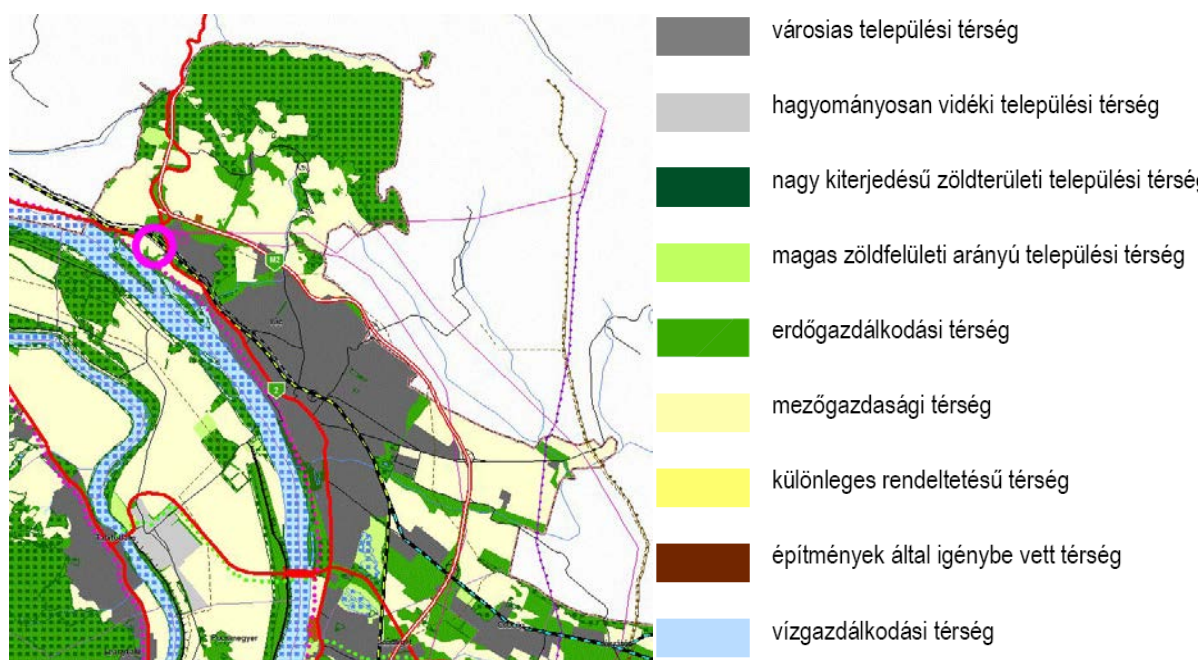 városias települési térség
hagyományosan vidéki települési térség
nagy kiterjedésű zöldterületi települési térség
magas zöldfelületi arányú települési térség
erdőgazdálkodási térség
mezőgazdasági térség
különleges rendeltetésű térség
építmények által igénybe vett térség
vízgazdálkodási térség
M2
Vác
2